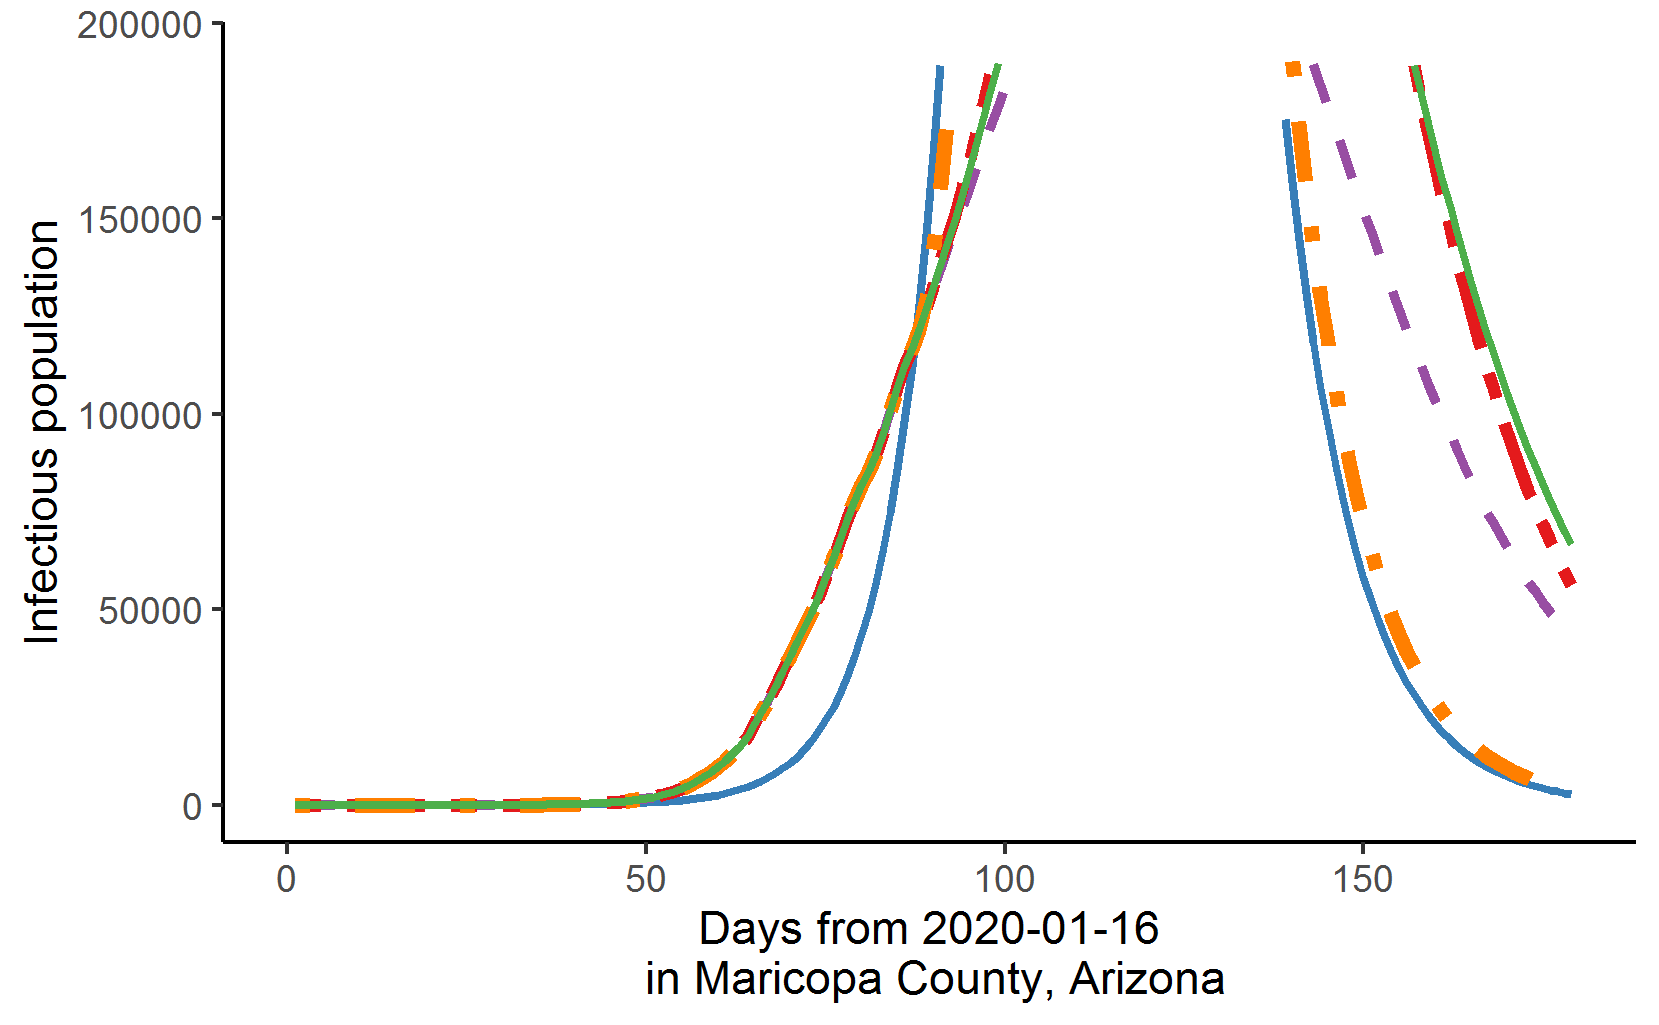 200000
150000
100000
50000
0
Infectious population
0 50 100 150
Days from 2020-01-16
in Maricopa County, Arizona